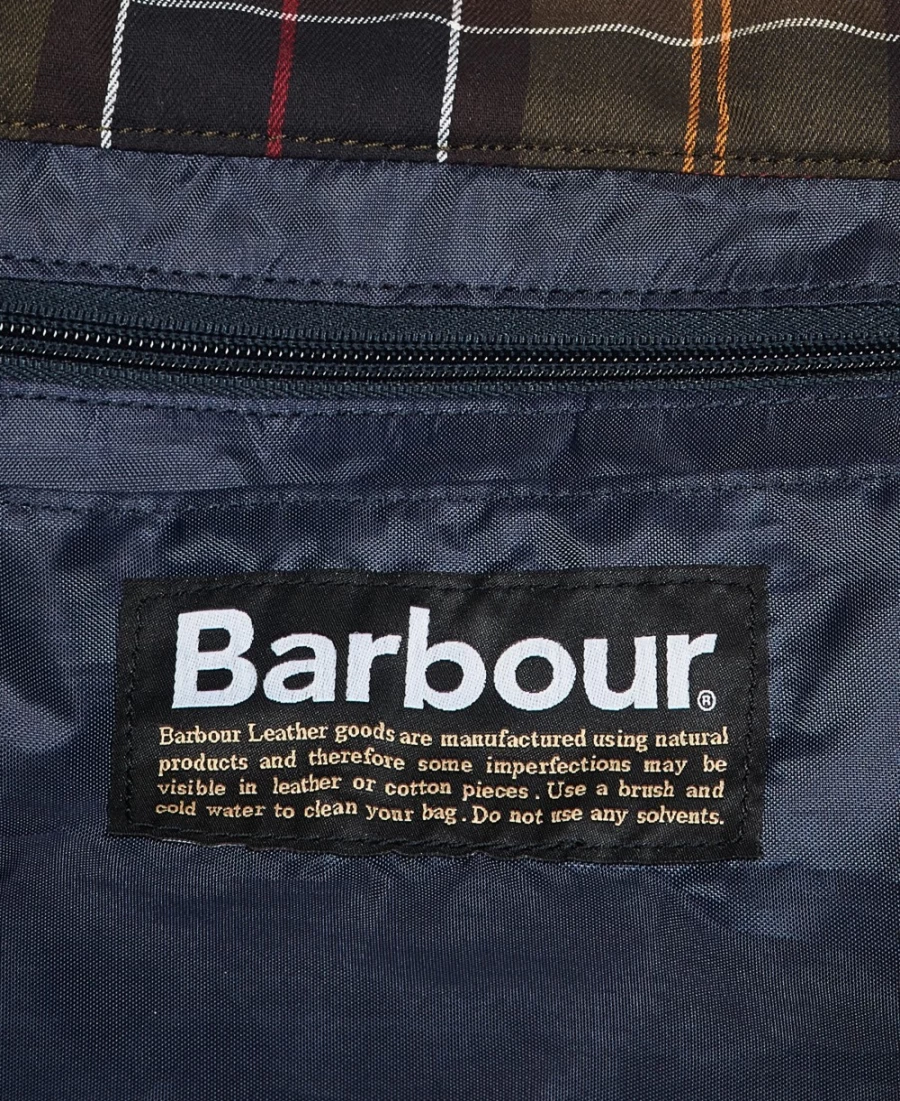 Barbour®
Barbour Leather goods are manufactured using natural
products and therefore some imperfections may be
visible in leather or cotton pieces. Use a brush and
cold water to clean your bag. Do not use any solvents.